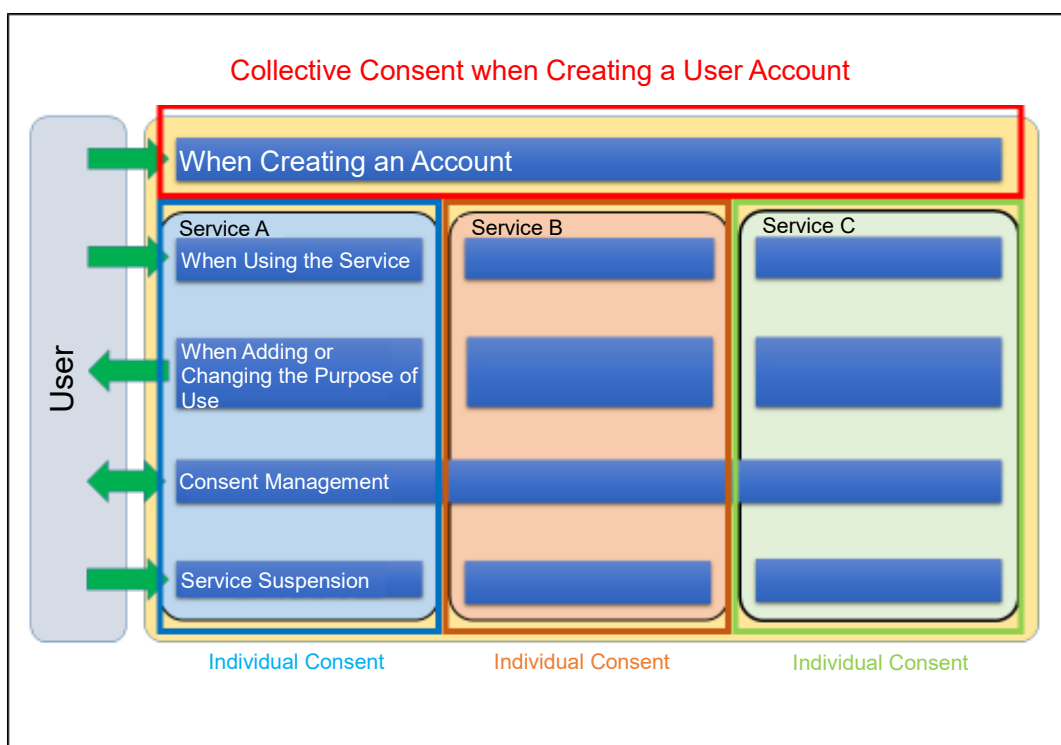 Collective Consent when Creating a User Account
When Creating an Account
User
Service A
Service B
Service C
When Using the Service
When Adding or
Changing the Purpose of
Use
Consent Management
Service Suspension
Individual Consent
Individual Consent
Individual Consent